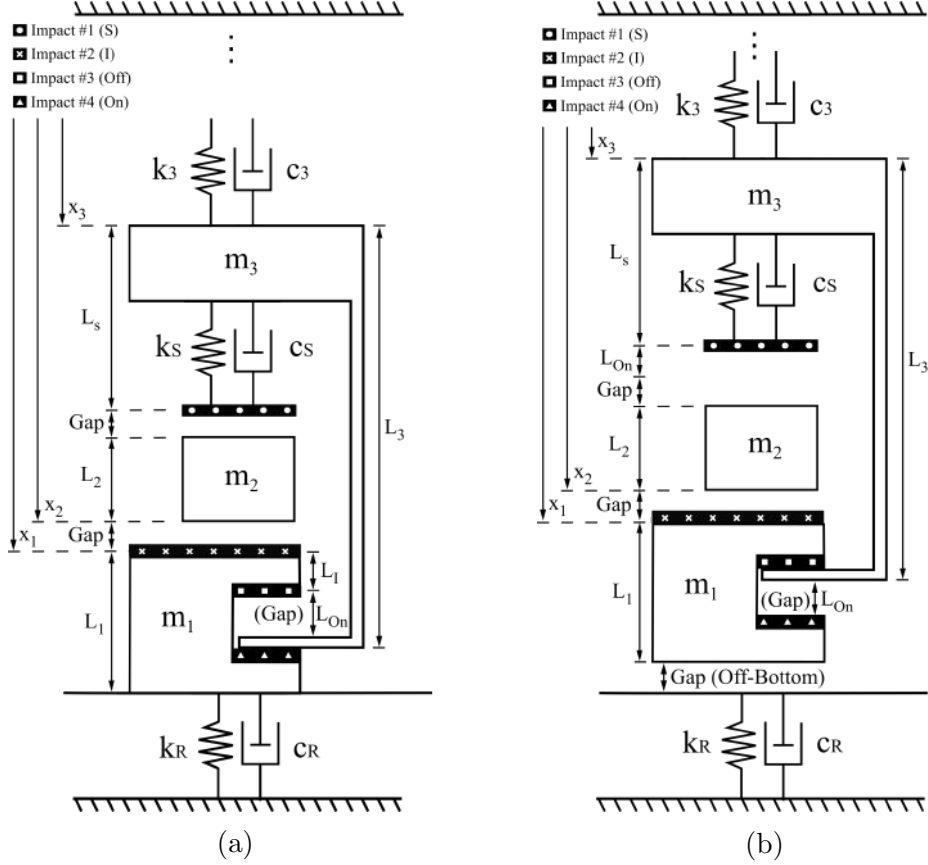 Impact #1 (S)
Impact #2 (I)
Impact #3 (Off)
Impact #4 (On)
k3
c3
x3
m3
Ls
kS
cS
Gap
L3
L2
m2
x2
x1
Gap
LI
L1
m1
(Gap)
LOn
kR
cR
(a)
Impact #1 (S)
Impact #2 (I)
Impact #3 (Off)
Impact #4 (On)
k3
c3
x3
m3
Ls
kS
cS
LOn
L3
Gap
L2
m2
x2
Gap
x1
L1
m1
(Gap)
LOn
Gap (Off-Bottom)
kR
cR
(b)